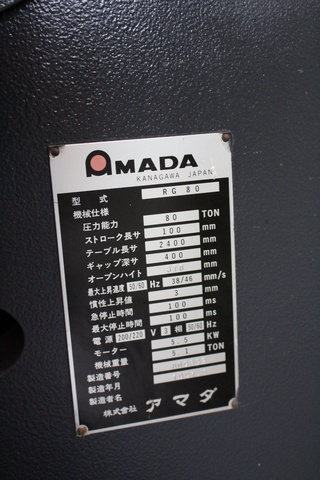 AMADA
KANAGAWA JAPAN
型式 RG 80
機械仕様
圧力能力 80 TON
ストローク長サ 100 mm
テーブル長サ 2400 mm
ギャップ深サ 400 mm
オープンハイト mm
最大上昇速度 50/60 Hz 38/46 mm/s
慣性上昇値 3 mm
急停止時間 100 ms
最大停止時間 100 ms
電源 200/220 V 3 相 50/60 Hz
モーター 5.5 KW
機械重量 5.1 TON
製造番号
製造年月
製造者名
株式会社 アマダ